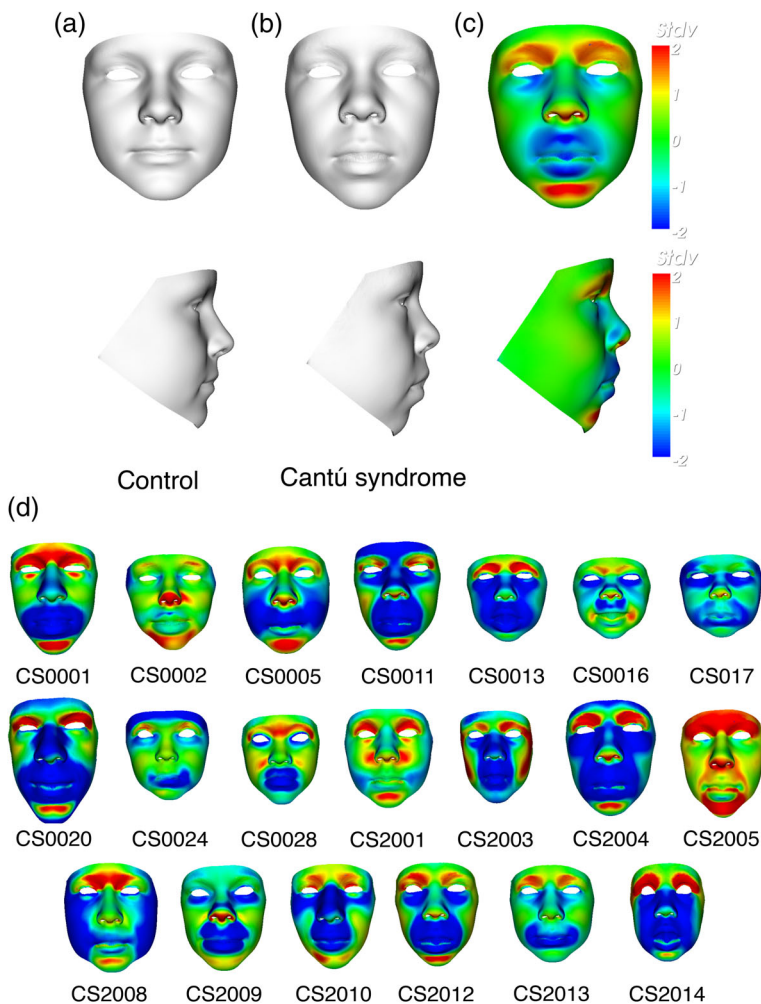 (a) (b) (c)
Stdv
2
1
0
-1
-2
Stdv
2
1
0
-1
-2
Control Cantú syndrome
(d)
CS0001 CS0002 CS0005 CS0011 CS0013 CS0016 CS017
CS0020 CS0024 CS0028 CS2001 CS2003 CS2004 CS2005
CS2008 CS2009 CS2010 CS2012 CS2013 CS2014